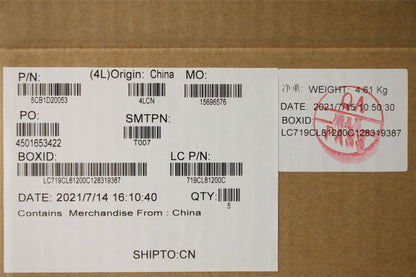 P/N: (4L)Origin: China MO:
5CB1D20053 4LCN 15696576
PO: SMTPN:
4501653422 T007
BOXID: LC P/N:
LC719CL81200C128319387 719CL81200C
DATE: 2021/7/14 16:10:40 QTY:
5
Contains Merchandise From : China
SHIPTO:CN
净重: WEIGHT: 4.61 Kg
DATE: 2021/7/15 10:50:30
BOXID:
LC719CL81200C128319387
QA
PASS